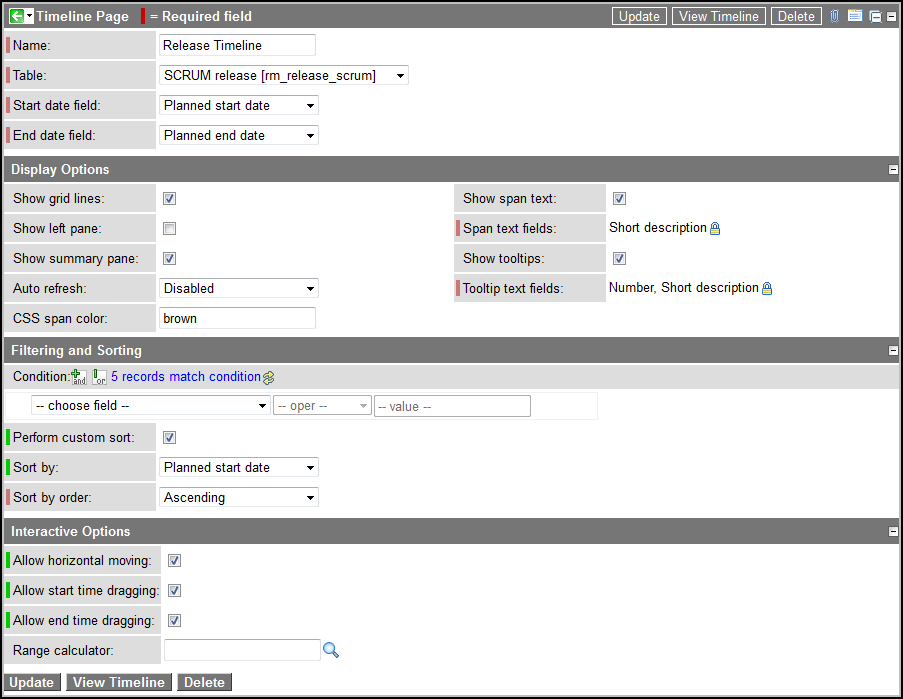 Timeline Page = Required field Update View Timeline Delete
Name: Release Timeline
Table: SCRUM release [rm_release_scrum]
Start date field: Planned start date
End date field: Planned end date
Display Options
Show grid lines: Show span text:
Show left pane: Span text fields: Short description
Show summary pane: Show tooltips:
Auto refresh: Disabled Tooltip text fields: Number, Short description
CSS span color: brown
Filtering and Sorting
Condition: and or 5 records match condition
-- choose field -- -- oper -- -- value --
Perform custom sort:
Sort by: Planned start date
Sort by order: Ascending
Interactive Options
Allow horizontal moving:
Allow start time dragging:
Allow end time dragging:
Range calculator:
Update View Timeline Delete